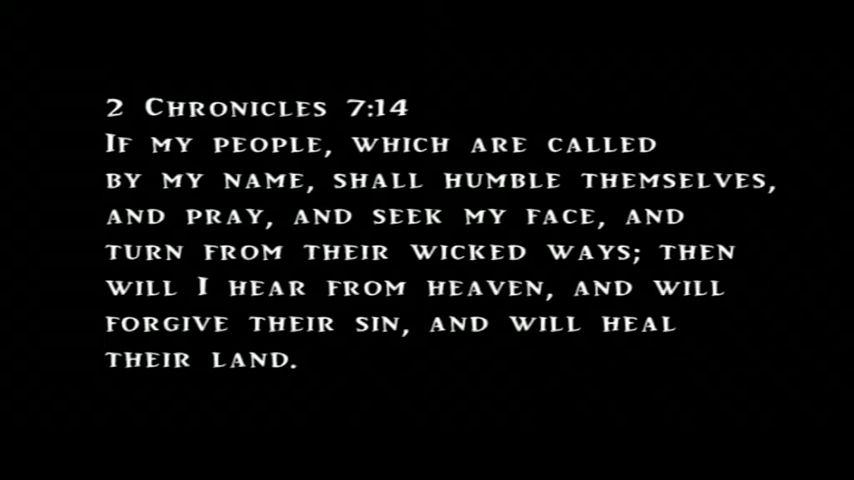 2 Chronicles 7:14
If my people, which are called
by my name, shall humble themselves,
and pray, and seek my face, and
turn from their wicked ways; then
will I hear from heaven, and will
forgive their sin, and will heal
their land.